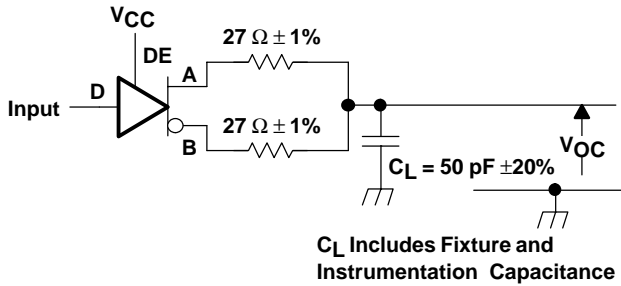 VCC
DE
27 Ω ± 1%
A
D
Input
27 Ω ± 1%
B
VOC
CL = 50 pF ±20%
CL Includes Fixture and
Instrumentation Capacitance